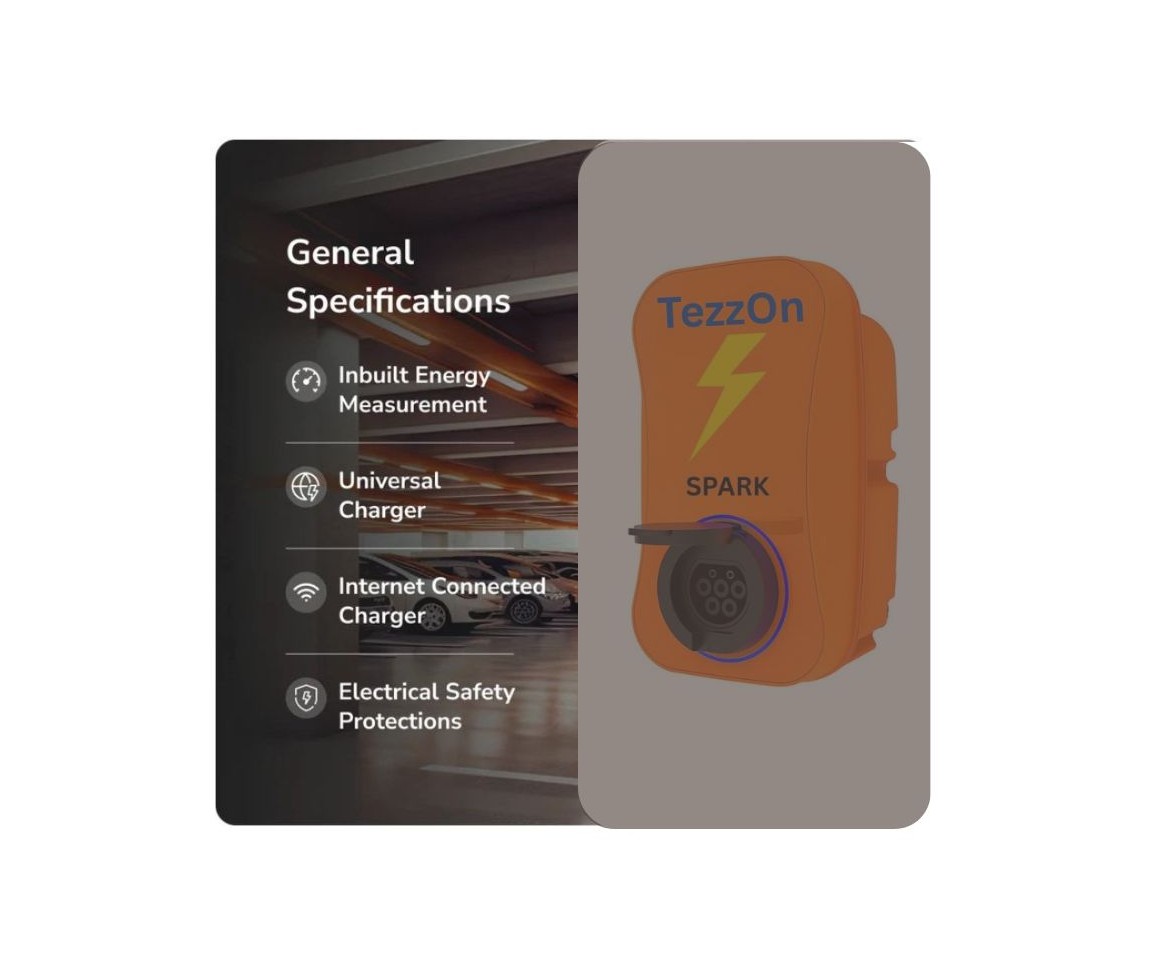 General
Specifications
Inbuilt Energy
Measurement
Universal
Charger
Internet Connected
Charger
Electrical Safety
Protections
TezzOn
SPARK